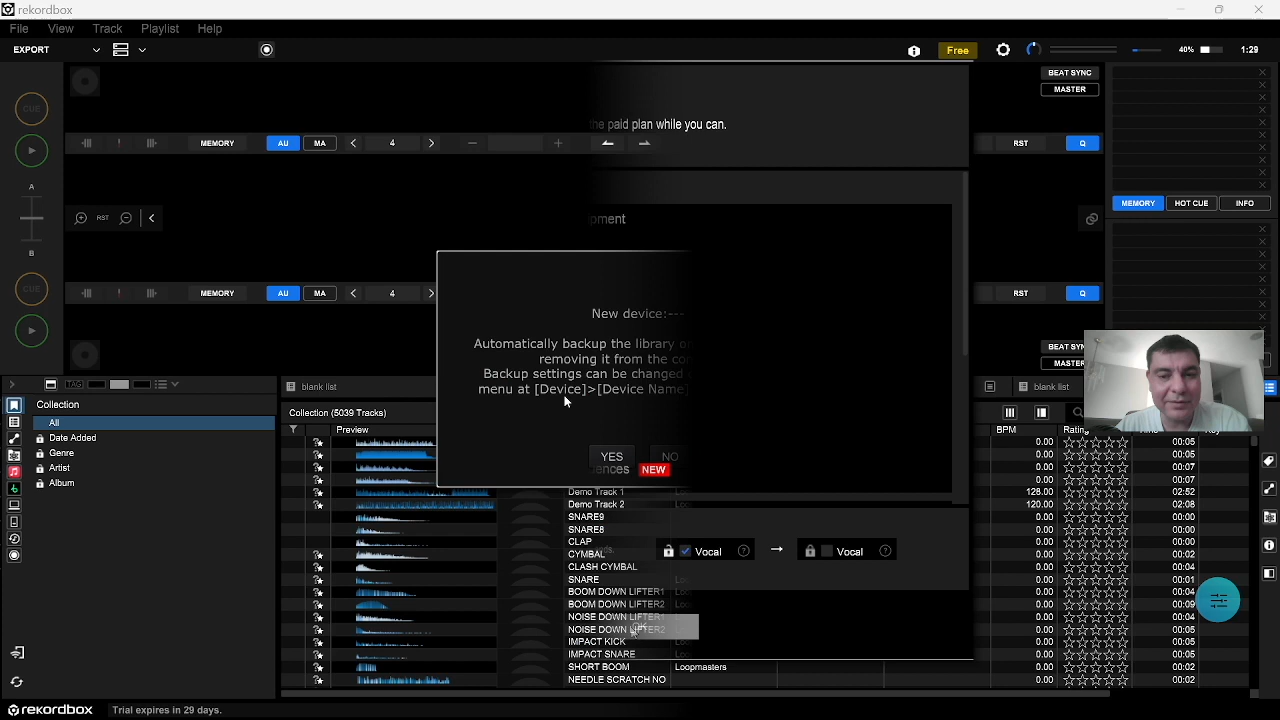 rekordbox
File View Track Playlist Help
EXPORT
Free
40%
1:29
CUE
BEAT SYNC
MASTER
the paid plan while you can.
MEMORY AU MA 4
RST Q
A
RST
B
MEMORY HOT CUE INFO
New device:---
Automatically backup the library
removing it from the
Backup settings can be changed
menu at [Device]>[Device Name]
YES NO
NEW
CUE
MEMORY AU MA 4
RST Q
MASTER
TAG
blank list
blank list
Collection
Collection (5039 Tracks)
All
Date Added
Genre
Artist
Album
Preview
BPM
Rating
0.00 00:05
0.00 00:05
0.00 00:07
0.00 00:07
Demo Track 1 128.00 02:52
Demo Track 2 120.00 02:08
SNARE9 0.00 00:00
SNARE8 0.00 00:00
CLAP 0.00 00:00
CYMBAL 0.00 00:02
CLASH CYMBAL 0.00 00:04
SNARE 0.00 00:01
BOOM DOWN LIFTER1 0.00 00:04
BOOM DOWN LIFTER2 0.00 00:09
NOISE DOWN LIFTER1 0.00 00:04
NOISE DOWN LIFTER2 0.00 00:05
IMPACT KICK 0.00 00:05
IMPACT SNARE 0.00 00:05
SHORT BOOM Loopmasters 0.00 00:02
NEEDLE SCRATCH NO 0.00 00:02
Vocal ? Vocal ?
OK
rekordbox
Trial expires in 29 days.